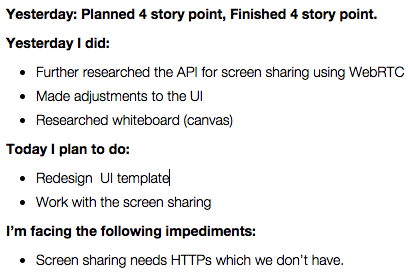 Yesterday: Planned 4 story point, Finished 4 story point.
Yesterday I did:
• Further researched the API for screen sharing using WebRTC
• Made adjustments to the UI
• Researched whiteboard (canvas)
Today I plan to do:
• Redesign  UI template
• Work with the screen sharing
I'm facing the following impediments:
• Screen sharing needs HTTPs which we don't have.